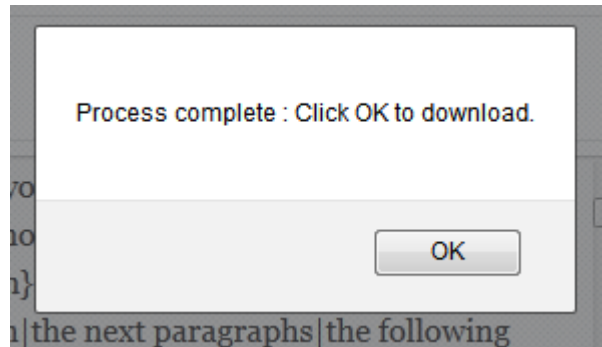 Process complete : Click OK to download.
OK
the next paragraphs|the following